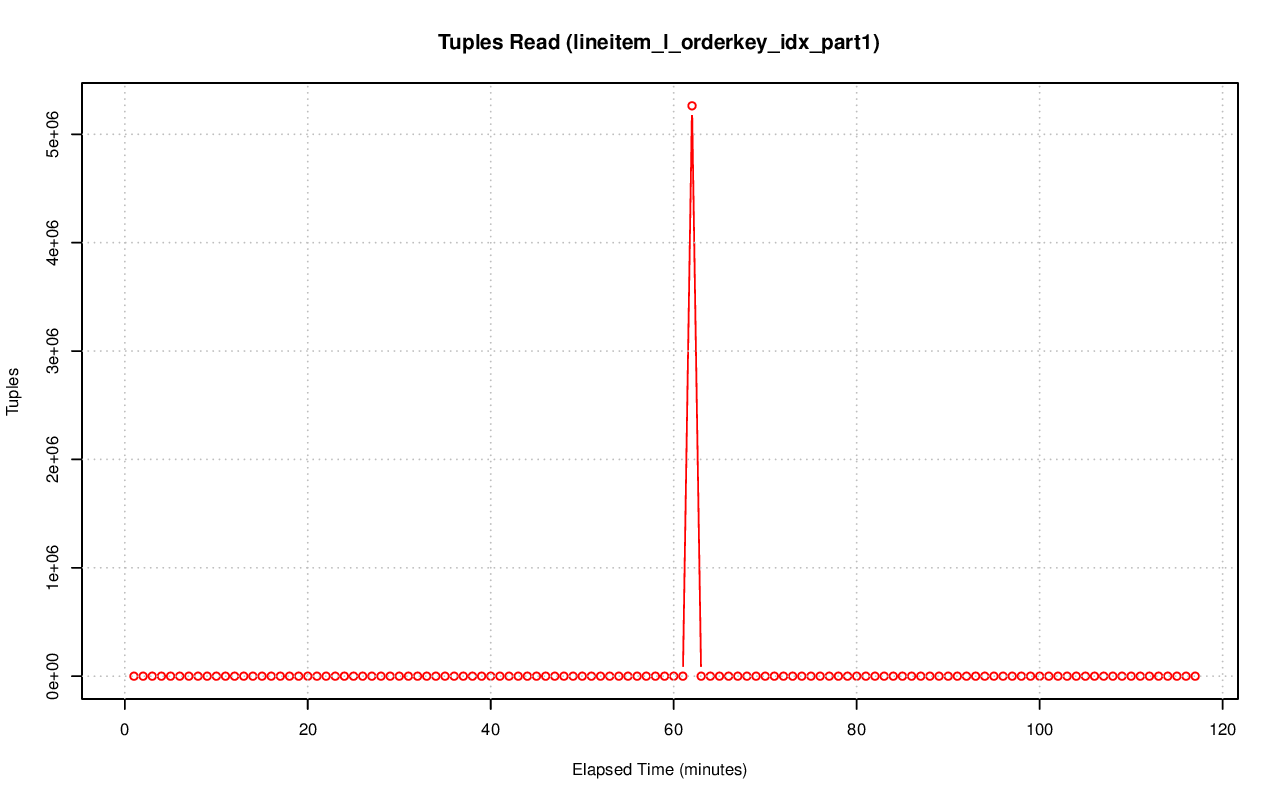 Tuples Read (lineitem_l_orderkey_idx_part1)
Tuples
5e+06
4e+06
3e+06
2e+06
1e+06
0e+00
0 20 40 60 80 100 120
Elapsed Time (minutes)